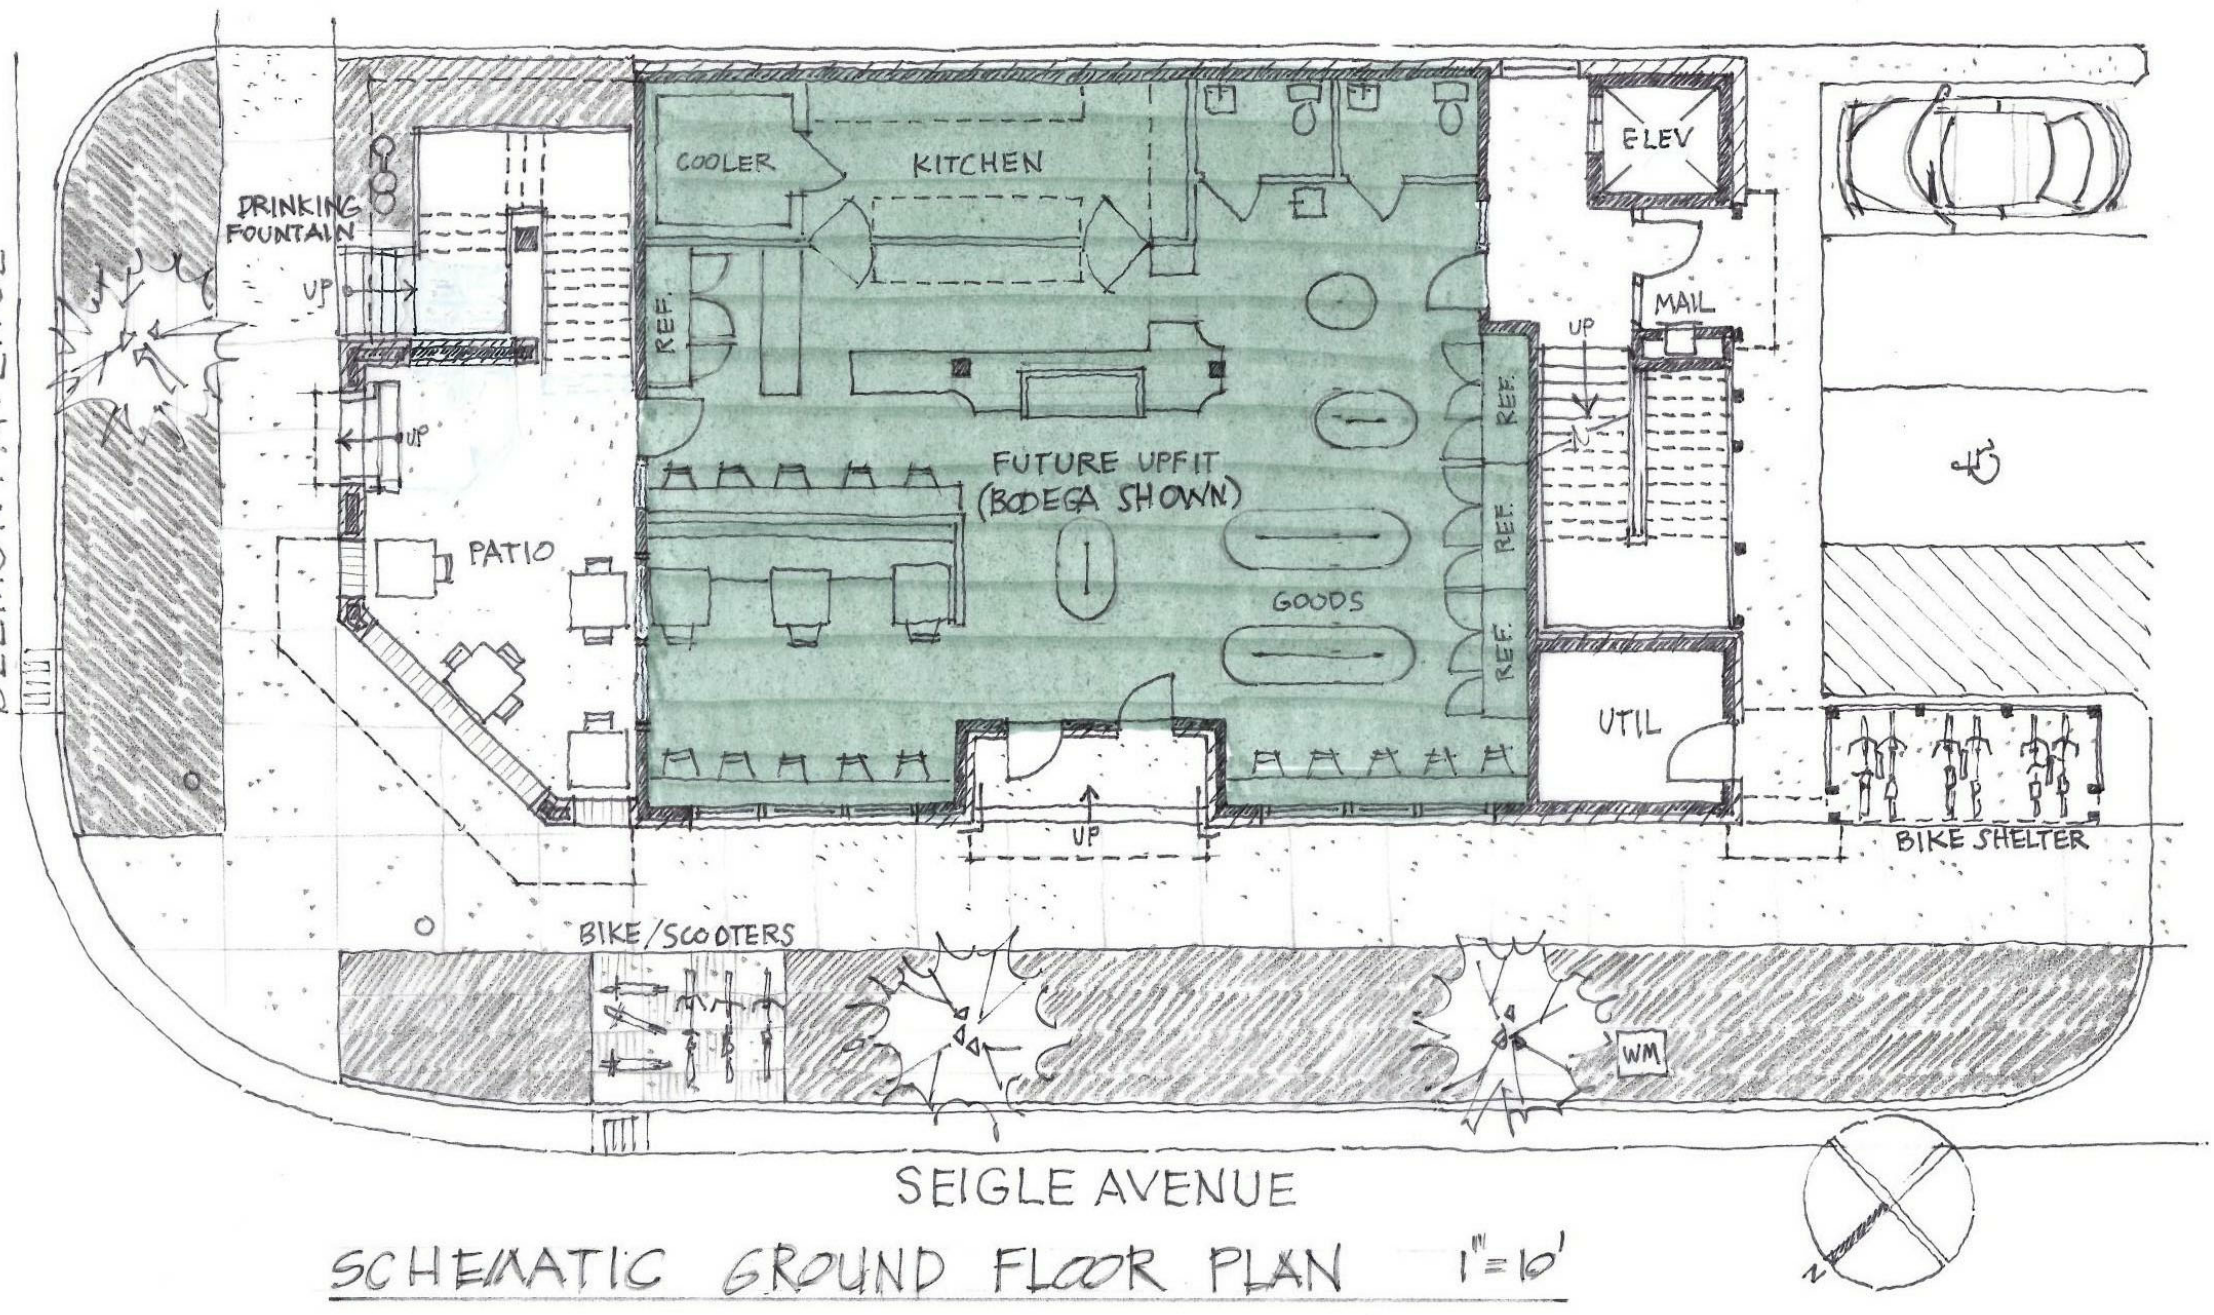 ELEV
COOLER
KITCHEN
DRINKING
FOUNTAIN
UP
REF.
MAIL
UP
UP
REF.
FUTURE UPFIT
(BODEGA SHOWN)
REF.
PATIO
GOODS
REF.
UTIL
UP
BIKE SHELTER
BIKE/SCOOTERS
WM
SEIGLE AVENUE
SCHEMATIC GROUND FLOOR PLAN 1"=10'
N